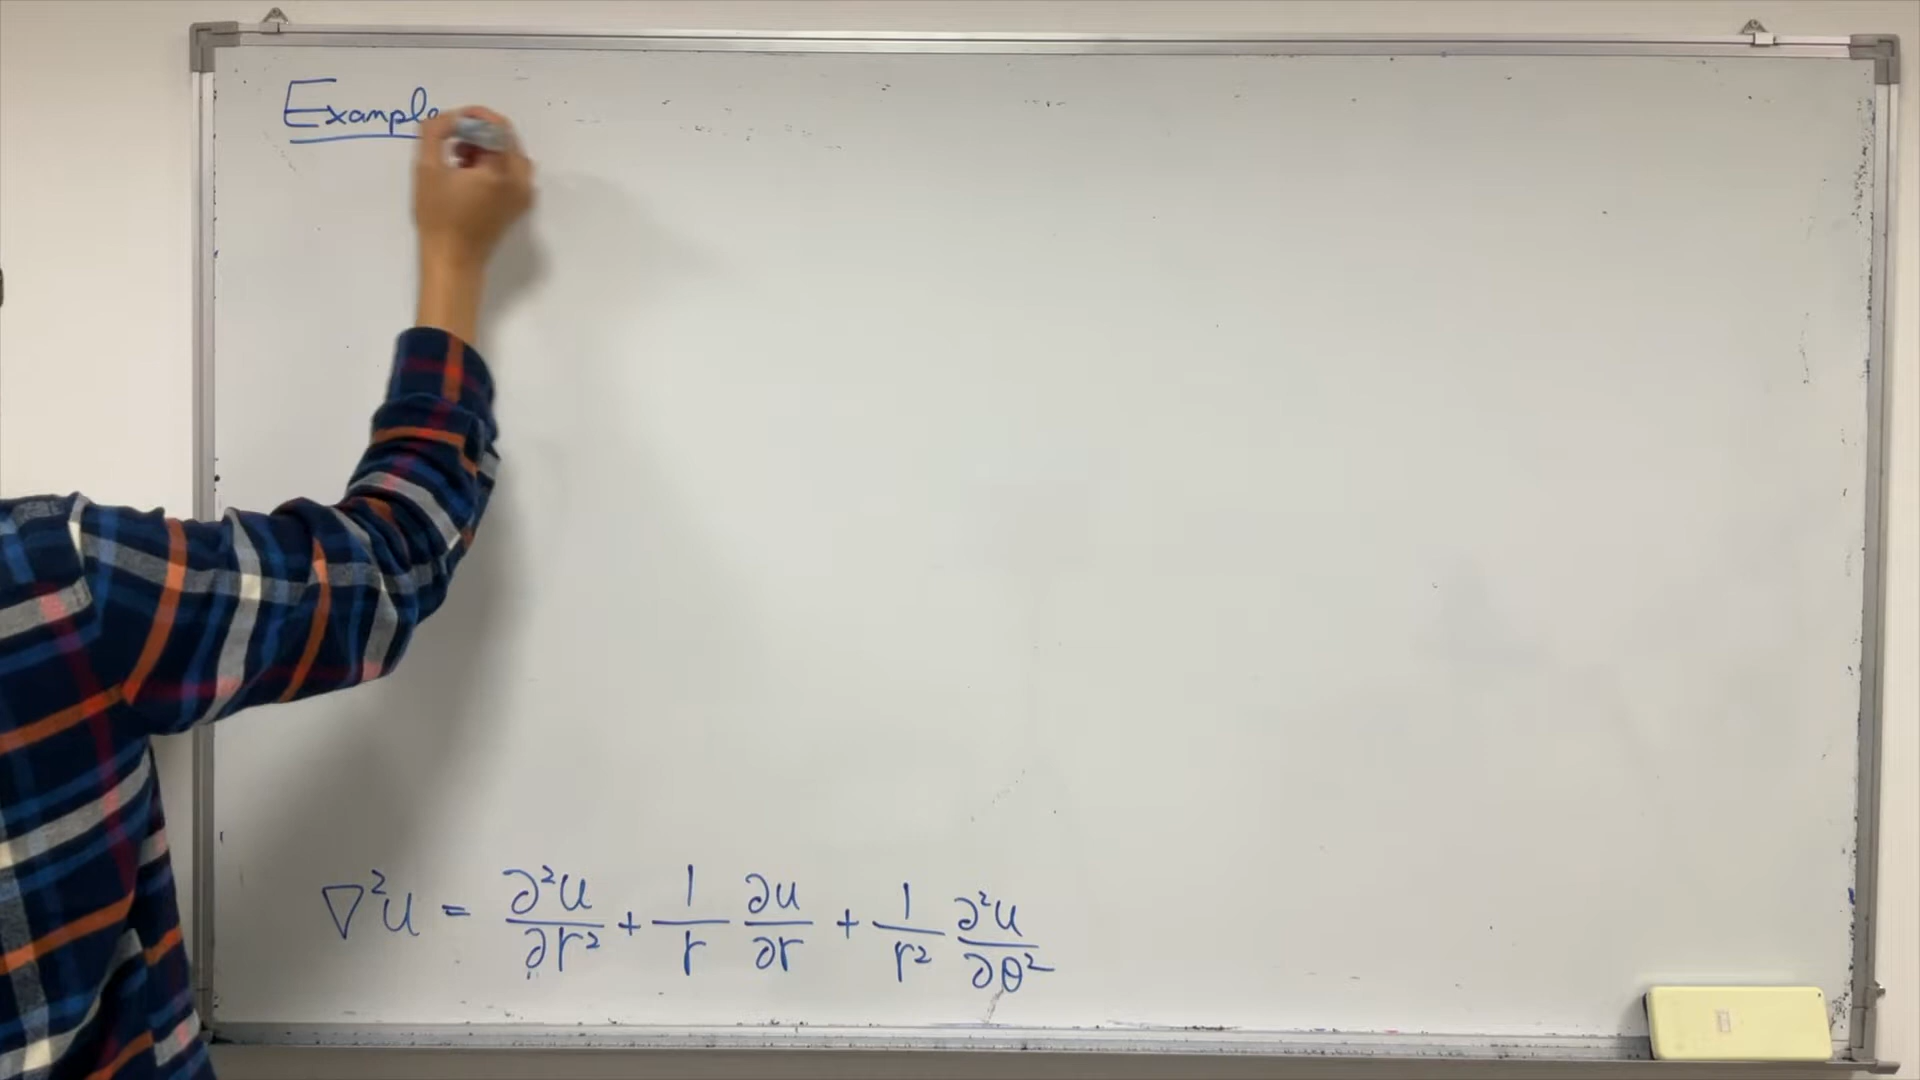 Example
∇²u = ∂²u/∂r² + 1/r ∂u/∂r + 1/r² ∂²u/∂θ²